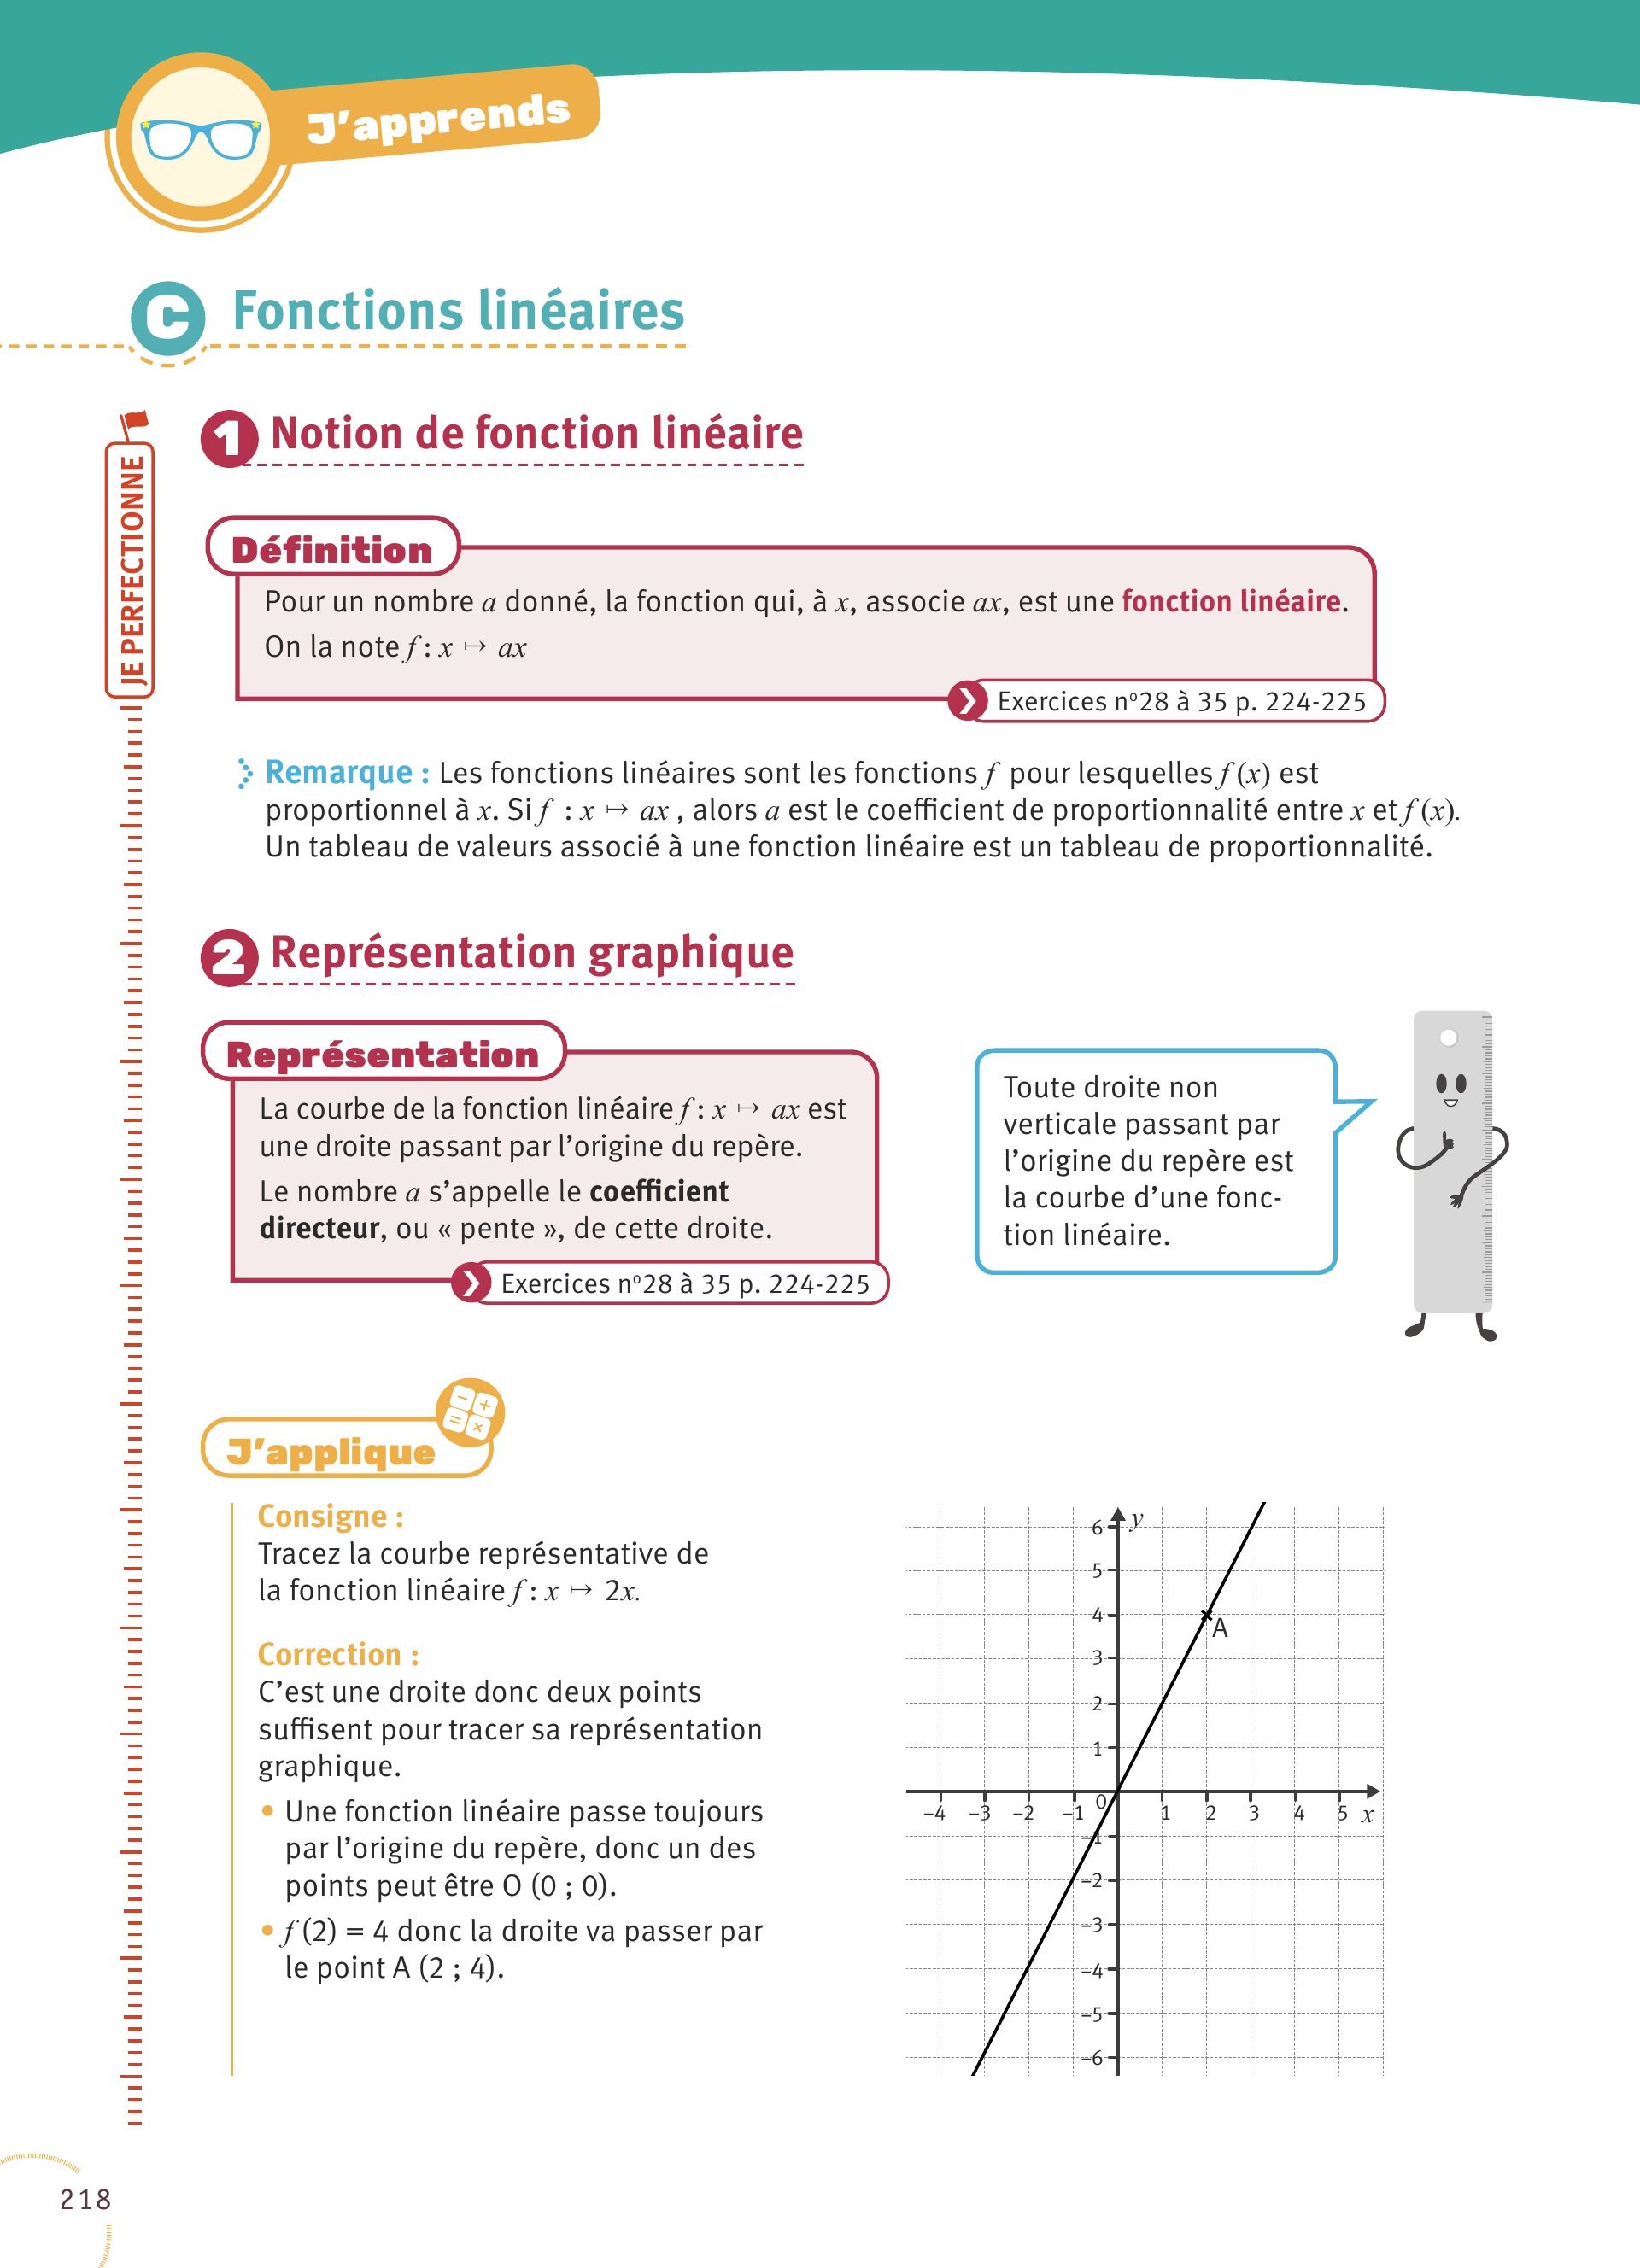 J'apprends
C Fonctions linéaires
JE PERFECTIONNE
1 Notion de fonction linéaire
Définition
Pour un nombre a donné, la fonction qui, à x, associe ax, est une fonction linéaire.
On la note f : x ↦ ax
Exercices n°28 à 35 p. 224-225
Remarque : Les fonctions linéaires sont les fonctions f pour lesquelles f (x) est
proportionnel à x. Si f : x ↦ ax , alors a est le coefficient de proportionnalité entre x et f (x).
Un tableau de valeurs associé à une fonction linéaire est un tableau de proportionnalité.
2 Représentation graphique
Représentation
La courbe de la fonction linéaire f : x ↦ ax est
une droite passant par l'origine du repère.
Le nombre a s'appelle le coefficient
directeur, ou « pente », de cette droite.
Exercices n°28 à 35 p. 224-225
Toute droite non
verticale passant par
l'origine du repère est
la courbe d'une fonc-
tion linéaire.
J'applique
Consigne :
Tracez la courbe représentative de
la fonction linéaire f : x ↦ 2x.
Correction :
C'est une droite donc deux points
suffisent pour tracer sa représentation
graphique.
• Une fonction linéaire passe toujours
par l'origine du repère, donc un des
points peut être O (0 ; 0).
• f (2) = 4 donc la droite va passer par
le point A (2 ; 4).
6 y
5
4
A
3
2
1
0
–4 –3 –2 –1 1 2 3 4 5 x
–1
–2
–3
–4
–5
–6
218